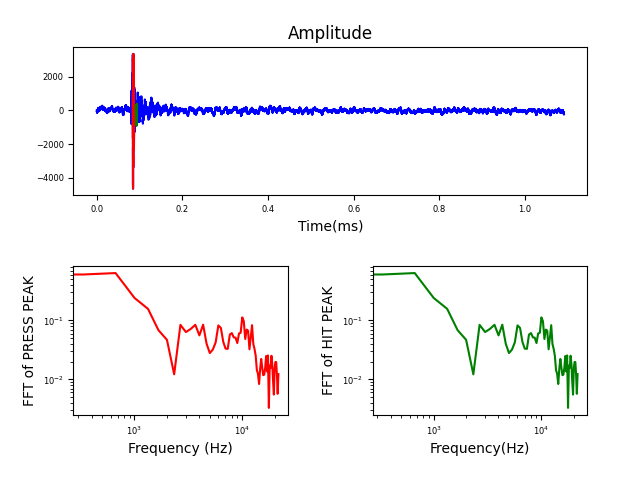 Amplitude
2000
0
−2000
−4000
0.0 0.2 0.4 0.6 0.8 1.0
Time(ms)
FFT of PRESS PEAK
10⁻¹
10⁻²
10³ 10⁴
Frequency (Hz)
FFT of HIT PEAK
10⁻¹
10⁻²
10³ 10⁴
Frequency(Hz)